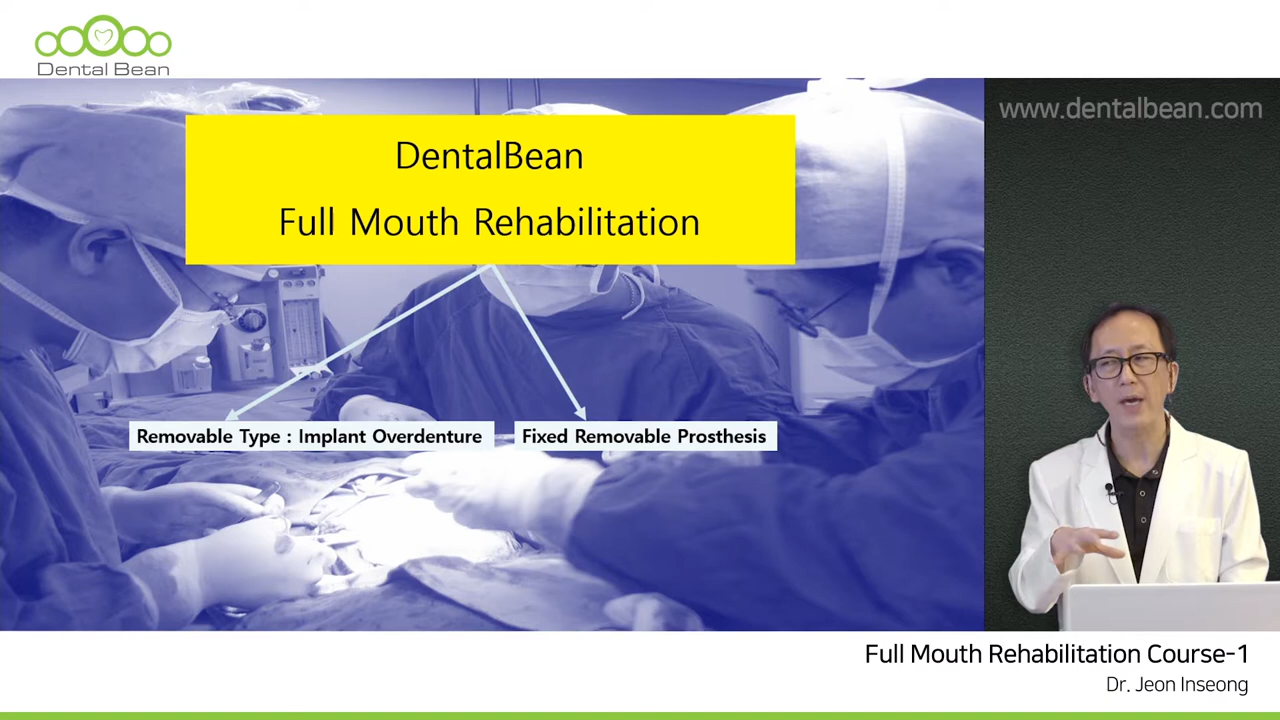 Dental Bean
www.dentalbean.com
DentalBean
Full Mouth Rehabilitation
Removable Type : Implant Overdenture
Fixed Removable Prosthesis
Full Mouth Rehabilitation Course-1
Dr. Jeon Inseong